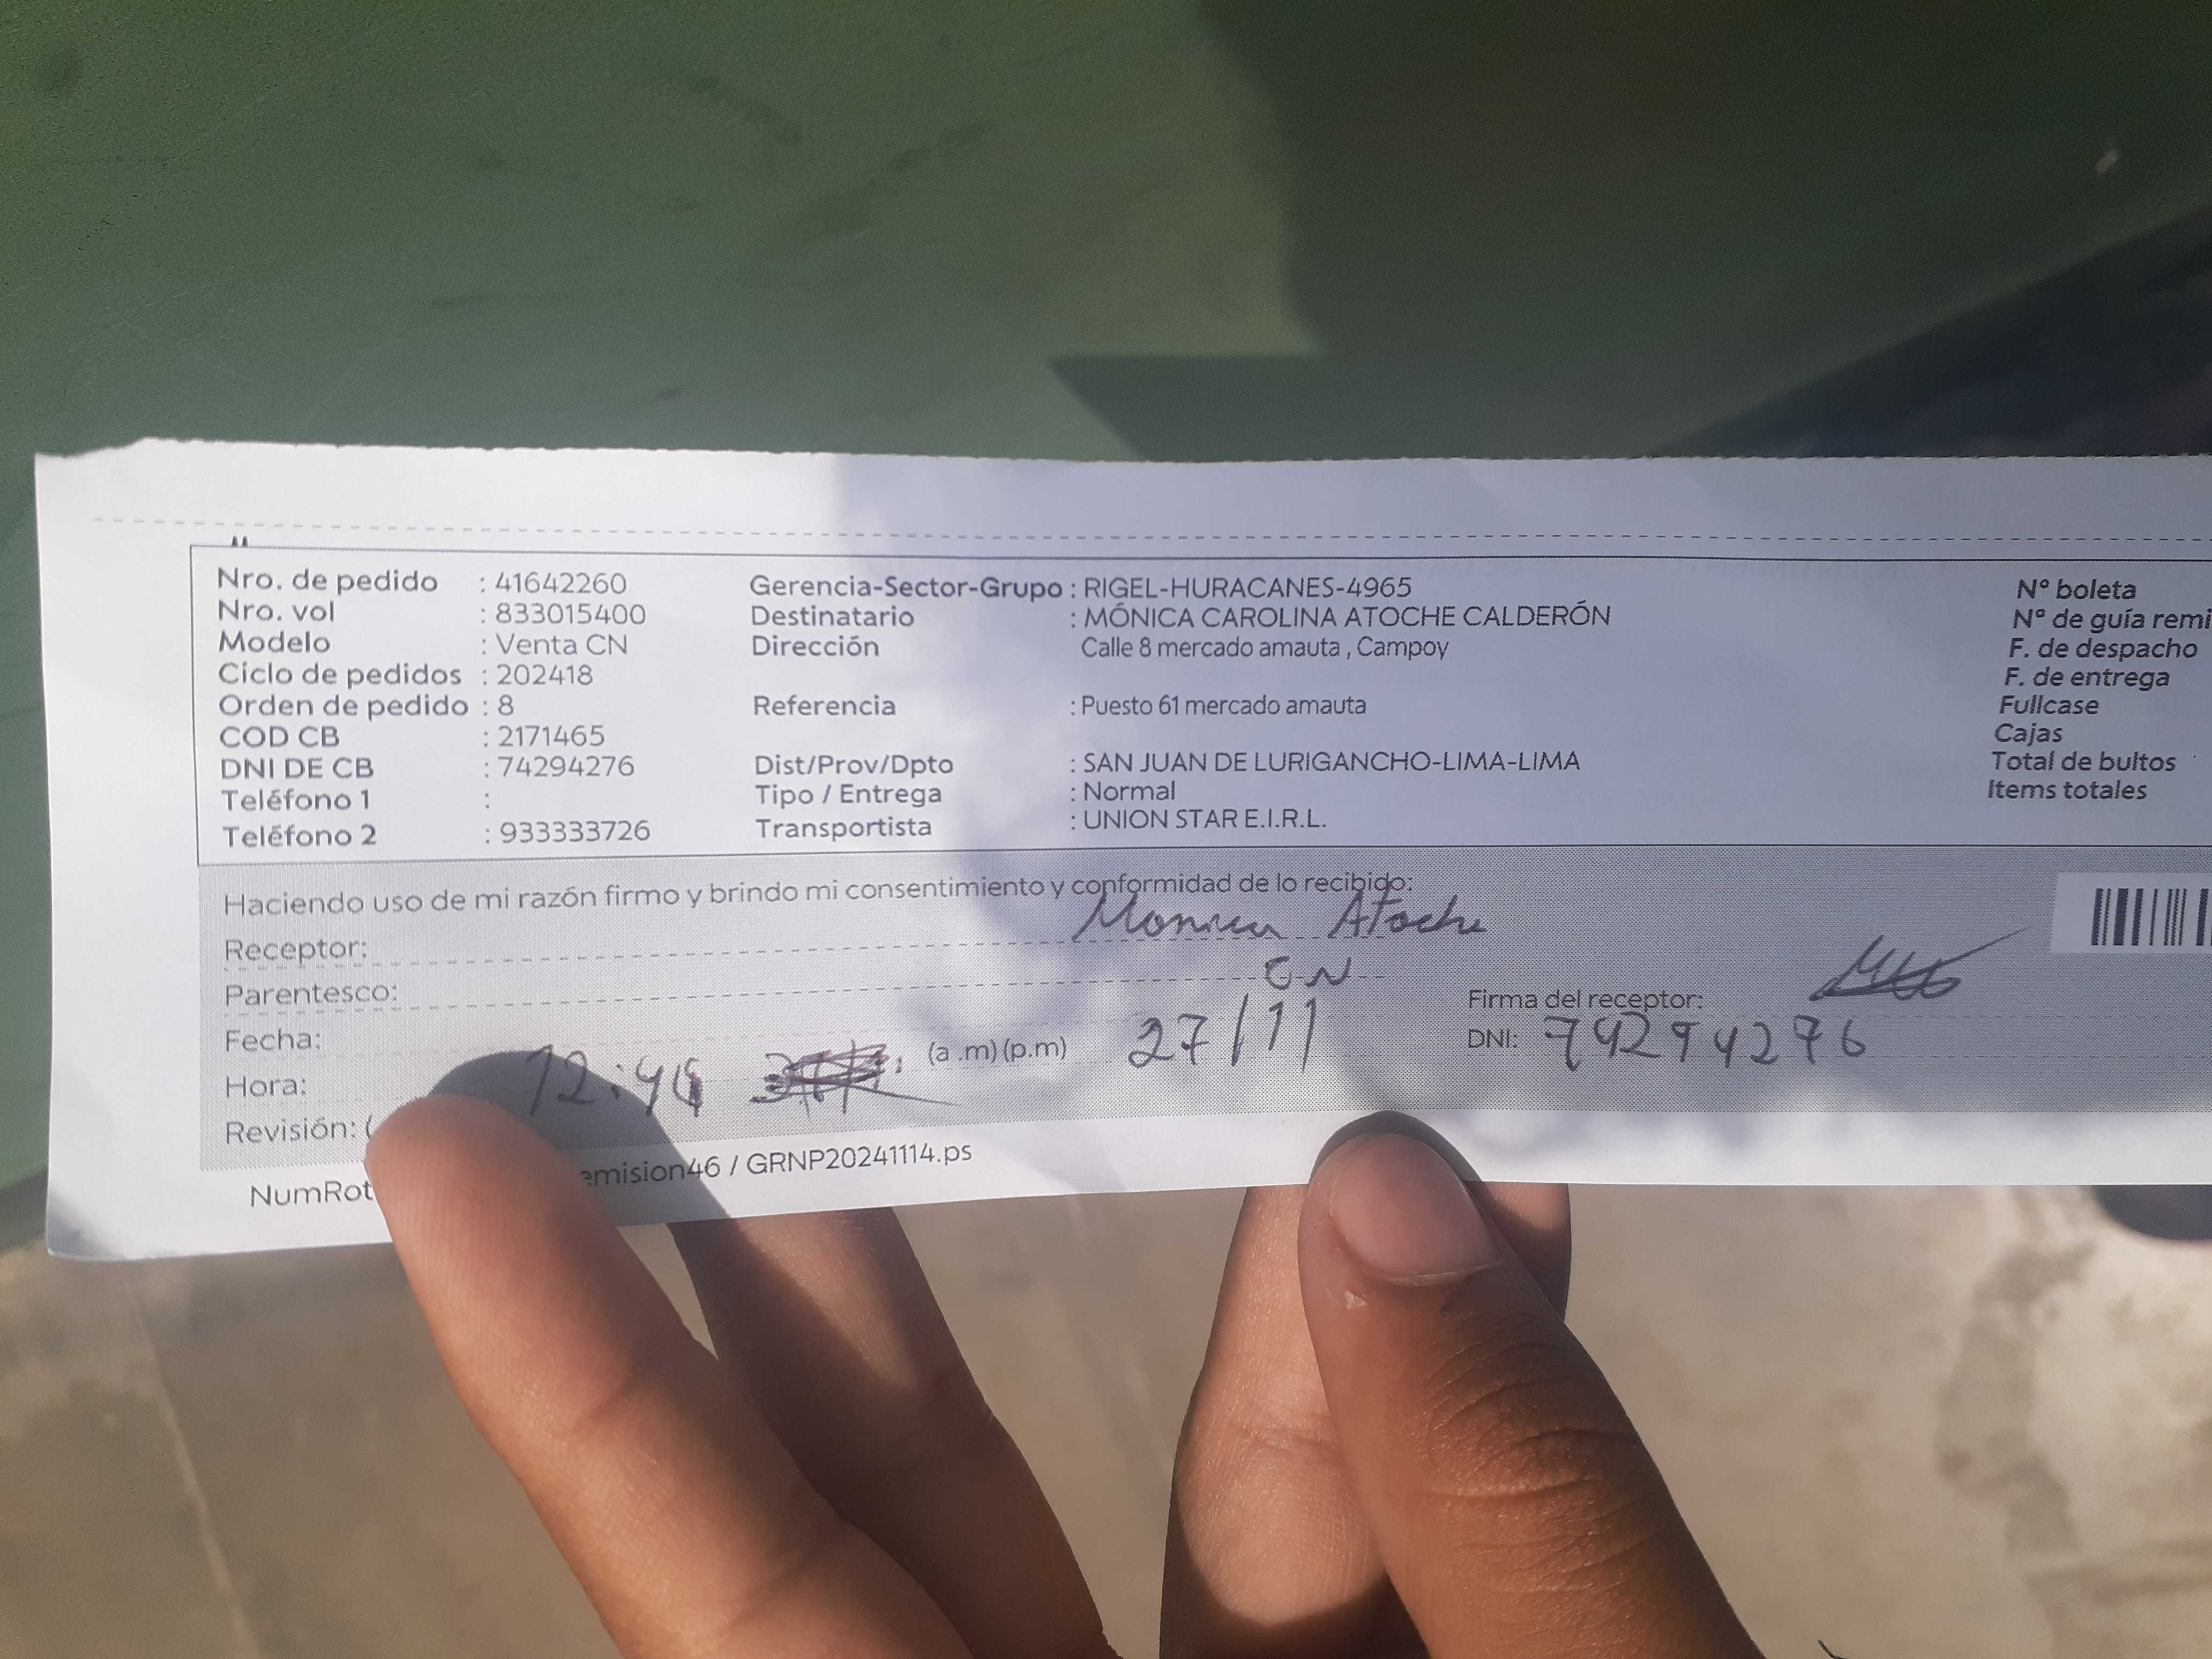 Nro. de pedido : 41642260 Gerencia-Sector-Grupo : RIGEL-HURACANES-4965 N° boleta
Nro. vol : 833015400 Destinatario : MÓNICA CAROLINA ATOCHE CALDERÓN N° de guía remi
Modelo : Venta CN Dirección Calle 8 mercado amauta , Campoy F. de despacho
Ciclo de pedidos : 202418 F. de entrega
Orden de pedido : 8 Referencia : Puesto 61 mercado amauta Fullcase
COD CB : 2171465 Cajas
DNI DE CB : 74294276 Dist/Prov/Dpto : SAN JUAN DE LURIGANCHO-LIMA-LIMA Total de bultos
Teléfono 1 : Tipo / Entrega : Normal Items totales
Teléfono 2 : 933333726 Transportista : UNION STAR E.I.R.L.
Haciendo uso de mi razón firmo y brindo mi consentimiento y conformidad de lo recibido:
Receptor: Monica Atoche
Parentesco: CN
Firma del receptor:
Fecha: (a .m) (p.m) 27/11 DNI: 74294276
Hora: 12:
Revisión: (
NumRot emision46 / GRNP20241114.ps